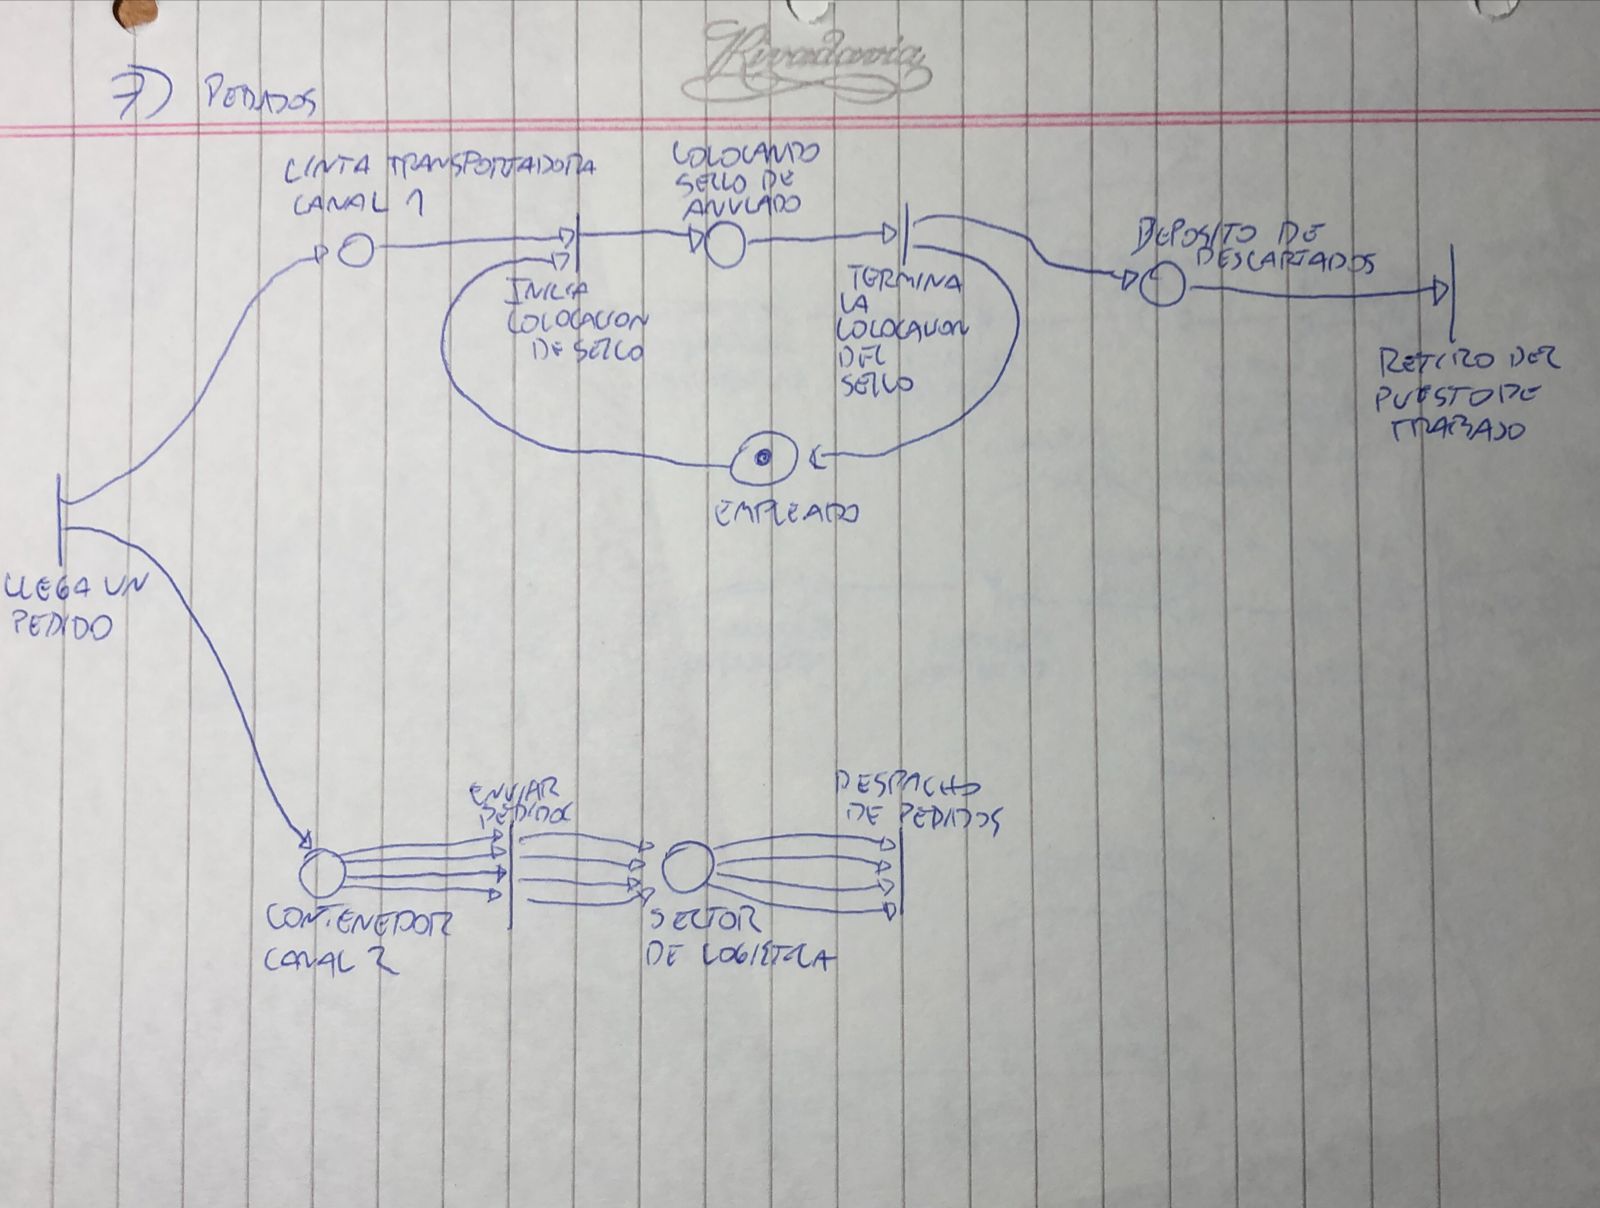 Rivadavia
7) PEDIDOS
CINTA TRANSPORTADORA
CANAL 1
COLOCANDO
SELLO DE
ANULADO
INICIA
COLOCACION
DE SELLO
TERMINA
LA
COLOCACION
DEL
SELLO
DEPOSITO DE
DESCARTADOS
RETIRO DEL
PUESTO DE
TRABAJO
EMPLEADO
LLEGA UN
PEDIDO
ENVIAR
PEDIDOS
DESPACHO
DE PEDIDOS
CONTENEDOR
CANAL 2
SECTOR
DE LOGISTICA